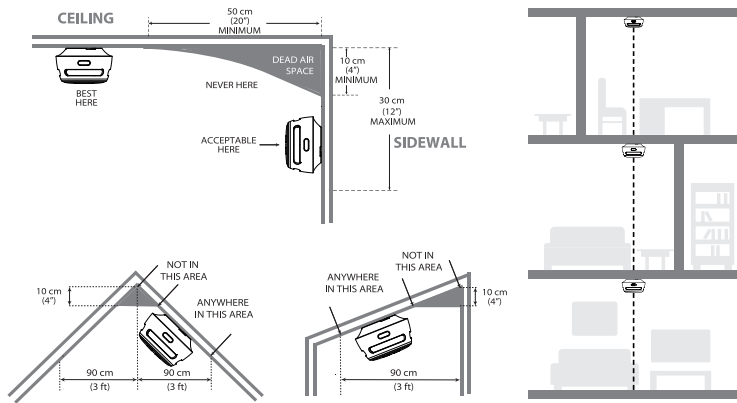 CEILING
50 cm
(20")
MINIMUM
DEAD AIR
SPACE
10 cm
(4")
MINIMUM
NEVER HERE
BEST
HERE
30 cm
(12")
MAXIMUM
ACCEPTABLE
HERE
SIDEWALL
NOT IN
THIS AREA
10 cm
(4")
ANYWHERE
IN THIS AREA
90 cm
(3 ft)
90 cm
(3 ft)
NOT IN
THIS AREA
ANYWHERE
IN THIS AREA
10 cm
(4")
90 cm
(3 ft)